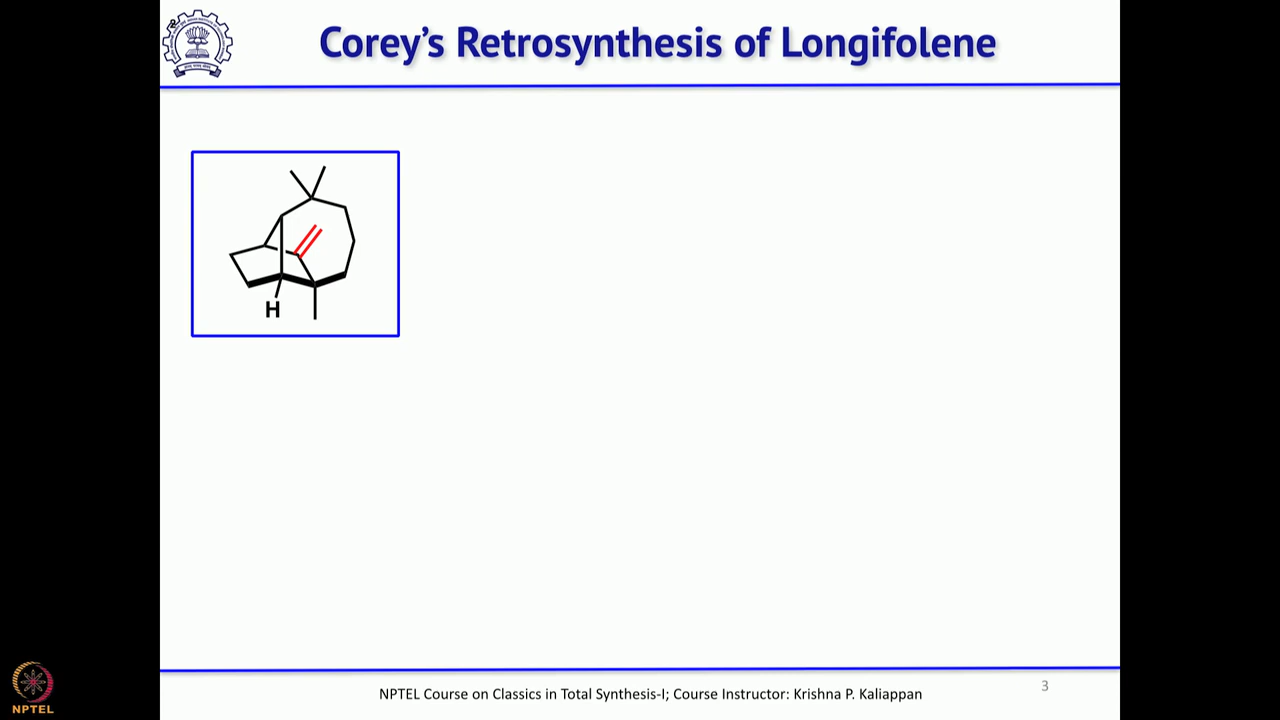 Corey's Retrosynthesis of Longifolene
H
NPTEL Course on Classics in Total Synthesis-I; Course Instructor: Krishna P. Kaliappan
3
NPTEL